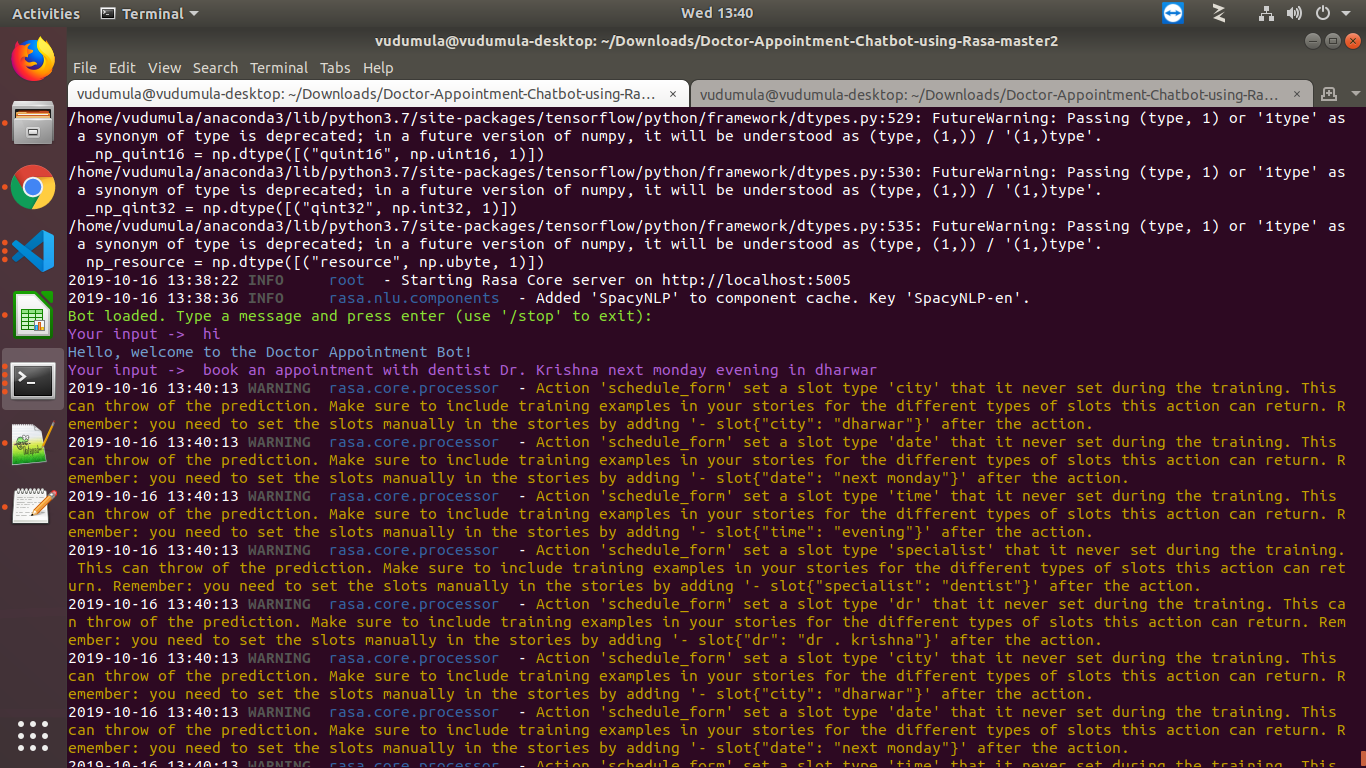 Activities Terminal Wed 13:40
vudumula@vudumula-desktop: ~/Downloads/Doctor-Appointment-Chatbot-using-Rasa-master2
File Edit View Search Terminal Tabs Help
vudumula@vudumula-desktop: ~/Downloads/Doctor-Appointment-Chatbot-using-Ra... × vudumula@vudumula-desktop: ~/Downloads/Doctor-Appointment-Chatbot-using-Ra... ×
/home/vudumula/anaconda3/lib/python3.7/site-packages/tensorflow/python/framework/dtypes.py:529: FutureWarning: Passing (type, 1) or '1type' as
a synonym of type is deprecated; in a future version of numpy, it will be understood as (type, (1,)) / '(1,)type'.
_np_quint16 = np.dtype([("quint16", np.uint16, 1)])
/home/vudumula/anaconda3/lib/python3.7/site-packages/tensorflow/python/framework/dtypes.py:530: FutureWarning: Passing (type, 1) or '1type' as
a synonym of type is deprecated; in a future version of numpy, it will be understood as (type, (1,)) / '(1,)type'.
_np_qint32 = np.dtype([("qint32", np.int32, 1)])
/home/vudumula/anaconda3/lib/python3.7/site-packages/tensorflow/python/framework/dtypes.py:535: FutureWarning: Passing (type, 1) or '1type' as
a synonym of type is deprecated; in a future version of numpy, it will be understood as (type, (1,)) / '(1,)type'.
np_resource = np.dtype([("resource", np.ubyte, 1)])
2019-10-16 13:38:22 INFO root - Starting Rasa Core server on http://localhost:5005
2019-10-16 13:38:36 INFO rasa.nlu.components - Added 'SpacyNLP' to component cache. Key 'SpacyNLP-en'.
Bot loaded. Type a message and press enter (use '/stop' to exit):
Your input -> hi
Hello, welcome to the Doctor Appointment Bot!
Your input -> book an appointment with dentist Dr. Krishna next monday evening in dharwar
2019-10-16 13:40:13 WARNING rasa.core.processor - Action 'schedule_form' set a slot type 'city' that it never set during the training. This
can throw of the prediction. Make sure to include training examples in your stories for the different types of slots this action can return. R
emember: you need to set the slots manually in the stories by adding '- slot{"city": "dharwar"}' after the action.
2019-10-16 13:40:13 WARNING rasa.core.processor - Action 'schedule_form' set a slot type 'date' that it never set during the training. This
can throw of the prediction. Make sure to include training examples in your stories for the different types of slots this action can return. R
emember: you need to set the slots manually in the stories by adding '- slot{"date": "next monday"}' after the action.
2019-10-16 13:40:13 WARNING rasa.core.processor - Action 'schedule_form' set a slot type 'time' that it never set during the training. This
can throw of the prediction. Make sure to include training examples in your stories for the different types of slots this action can return. R
emember: you need to set the slots manually in the stories by adding '- slot{"time": "evening"}' after the action.
2019-10-16 13:40:13 WARNING rasa.core.processor - Action 'schedule_form' set a slot type 'specialist' that it never set during the training.
This can throw of the prediction. Make sure to include training examples in your stories for the different types of slots this action can ret
urn. Remember: you need to set the slots manually in the stories by adding '- slot{"specialist": "dentist"}' after the action.
2019-10-16 13:40:13 WARNING rasa.core.processor - Action 'schedule_form' set a slot type 'dr' that it never set during the training. This ca
n throw of the prediction. Make sure to include training examples in your stories for the different types of slots this action can return. Rem
ember: you need to set the slots manually in the stories by adding '- slot{"dr": "dr . krishna"}' after the action.
2019-10-16 13:40:13 WARNING rasa.core.processor - Action 'schedule_form' set a slot type 'city' that it never set during the training. This
can throw of the prediction. Make sure to include training examples in your stories for the different types of slots this action can return. R
emember: you need to set the slots manually in the stories by adding '- slot{"city": "dharwar"}' after the action.
2019-10-16 13:40:13 WARNING rasa.core.processor - Action 'schedule_form' set a slot type 'date' that it never set during the training. This
can throw of the prediction. Make sure to include training examples in your stories for the different types of slots this action can return. R
emember: you need to set the slots manually in the stories by adding '- slot{"date": "next monday"}' after the action.
2019-10-16 13:40:13 WARNING rasa.core.processor - Action 'schedule_form' set a slot type 'time' that it never set during the training. This